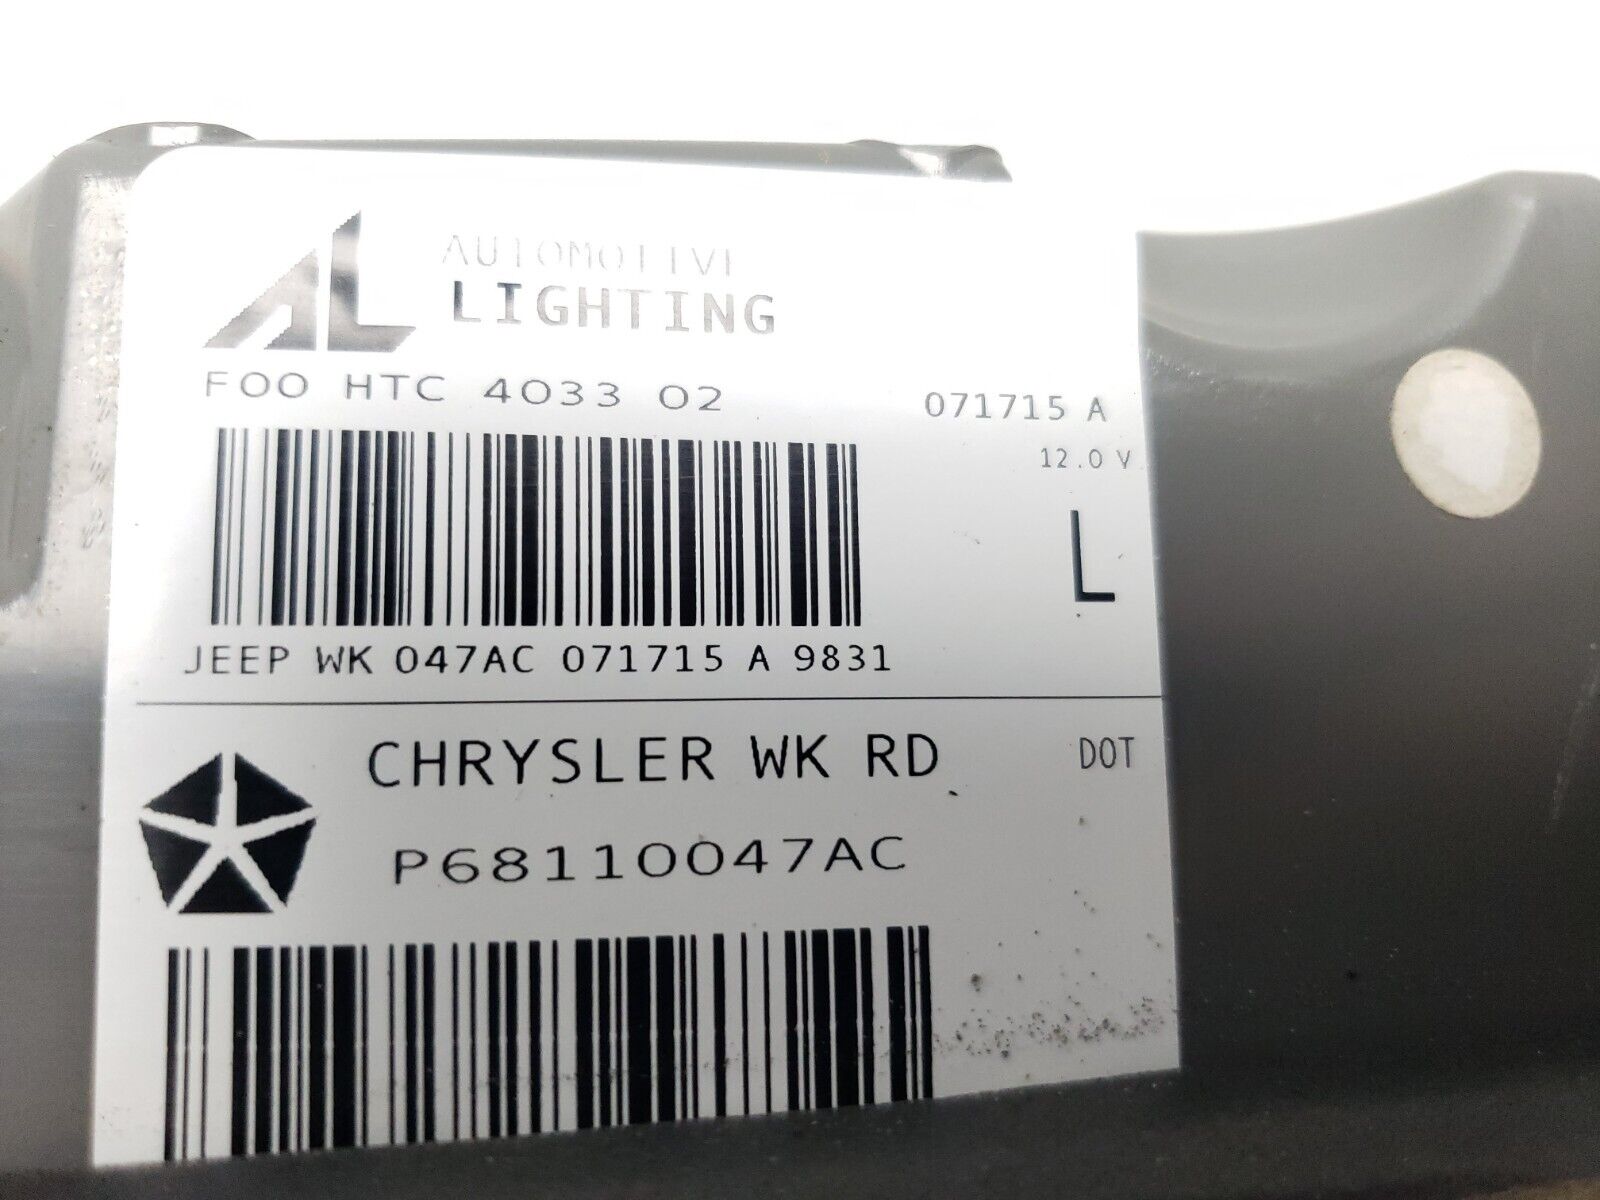 AL AUTOMOTIVE
LIGHTING
F00 HTC 4033 02
071715 A
12.0 V
L
JEEP WK 047AC 071715 A 9831
CHRYSLER WK RD
DOT
P68110047AC